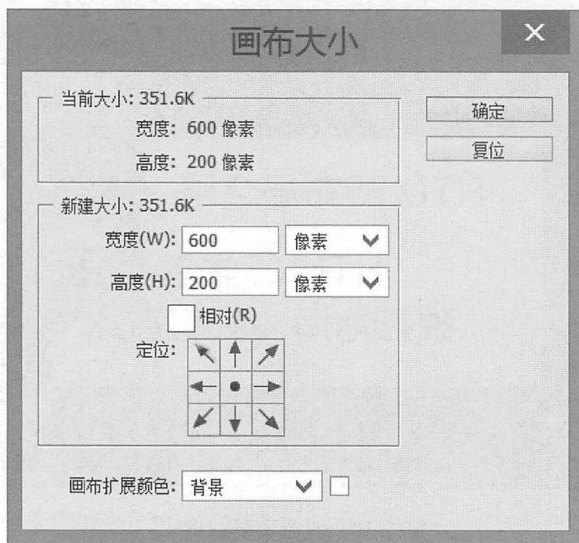 画布大小
当前大小: 351.6K
宽度: 600 像素
高度: 200 像素
确定
复位
新建大小: 351.6K
宽度(W): 600 像素
高度(H): 200 像素
相对(R)
定位:
画布扩展颜色: 背景